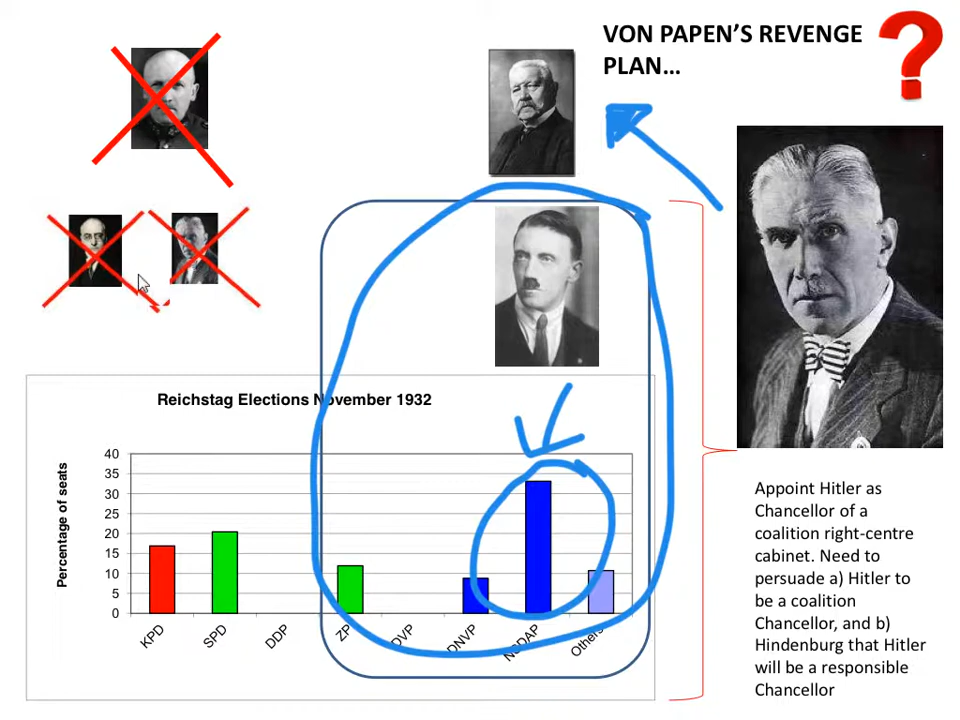 VON PAPEN'S REVENGE
PLAN…
Reichstag Elections November 1932
Percentage of seats
40
35
30
25
20
15
10
5
0
KPD
SPD
DDP
ZP
DVP
DNVP
NSDAP
Others
Appoint Hitler as
Chancellor of a
coalition right-centre
cabinet. Need to
persuade a) Hitler to
be a coalition
Chancellor, and b)
Hindenburg that Hitler
will be a responsible
Chancellor